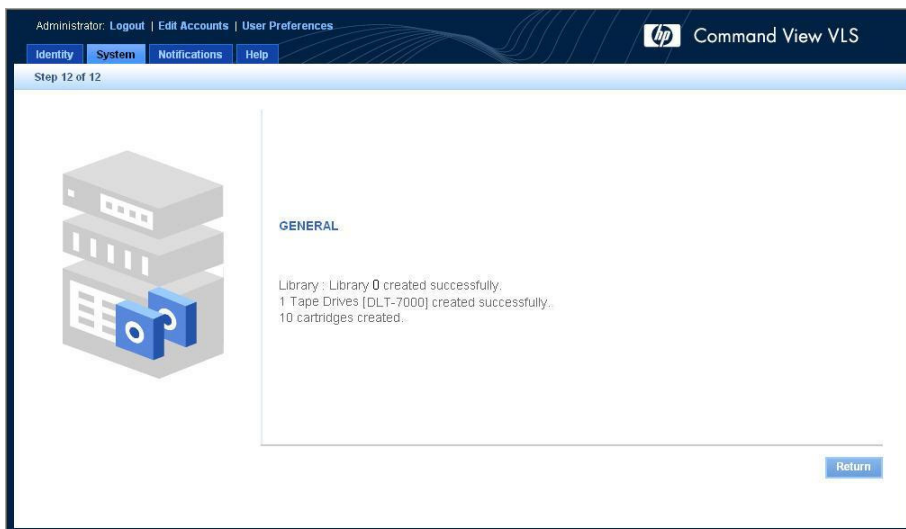 Administrator: Logout | Edit Accounts | User Preferences
hp Command View VLS
Identity System Notifications Help
Step 12 of 12
GENERAL
Library : Library 0 created successfully.
1 Tape Drives [DLT-7000] created successfully.
10 cartridges created.
Return